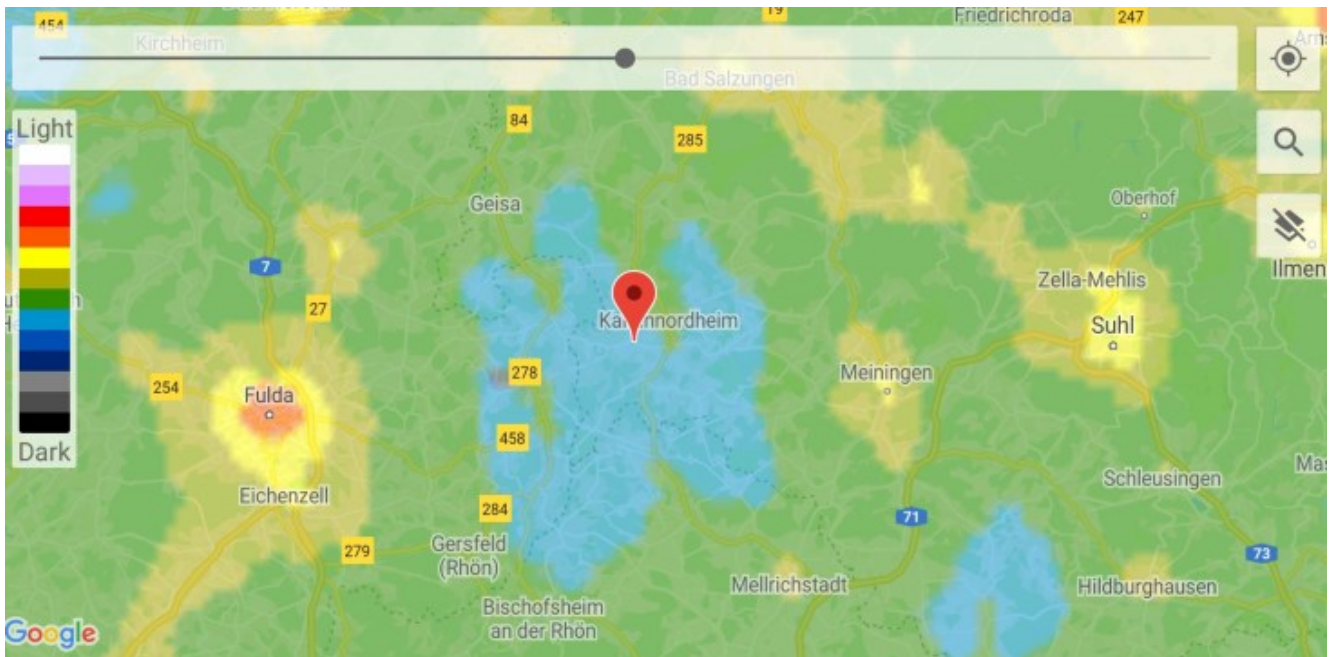 454
19
Friedrichroda
247
Kirchheim
Bad Salzungen
Light
84
285
Geisa
Oberhof
7
27
Zella-Mehlis
Ilmen
Suhl
Meiningen
254
278
Fulda
458
Dark
Eichenzell
284
Schleusingen
71
Gersfeld
(Rhön)
279
73
Mellrichstadt
Hildburghausen
Bischofsheim
an der Rhön
Google